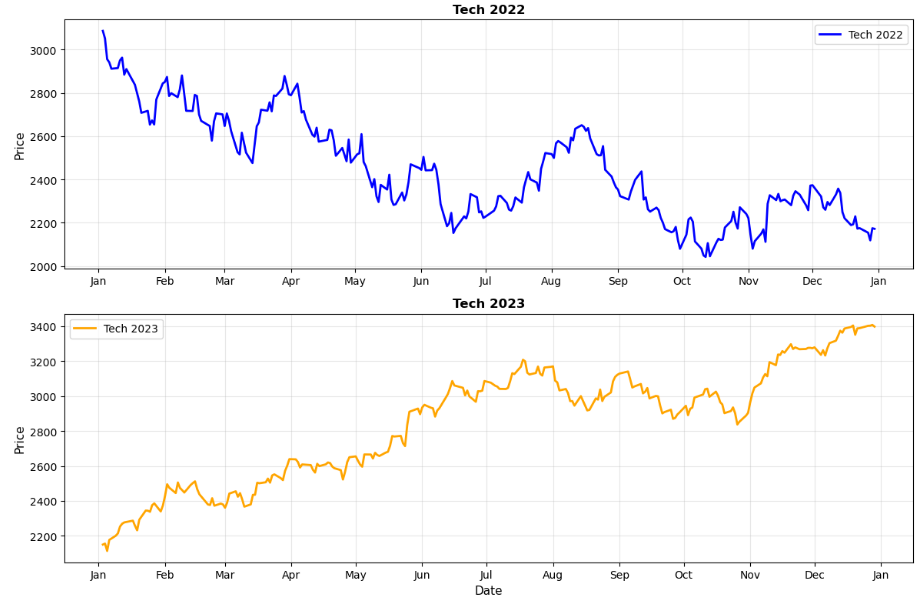 Tech 2022
Tech 2022
3000
2800
2600
2400
2200
2000
Price
Jan Feb Mar Apr May Jun Jul Aug Sep Oct Nov Dec Jan
Tech 2023
Tech 2023
3400
3200
3000
2800
2600
2400
2200
Price
Jan Feb Mar Apr May Jun Jul Aug Sep Oct Nov Dec Jan
Date